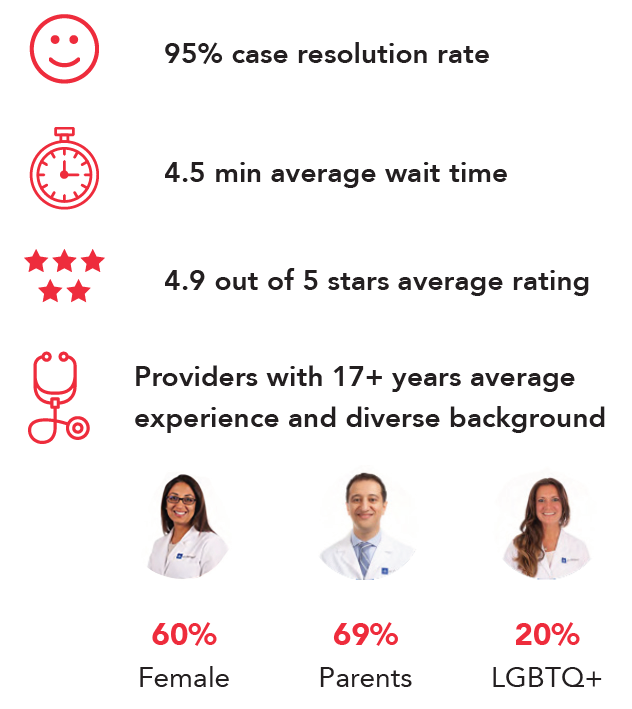 95% case resolution rate
4.5 min average wait time
4.9 out of 5 stars average rating
Providers with 17+ years average
experience and diverse background
60%
69%
20%
Female
Parents
LGBTQ+